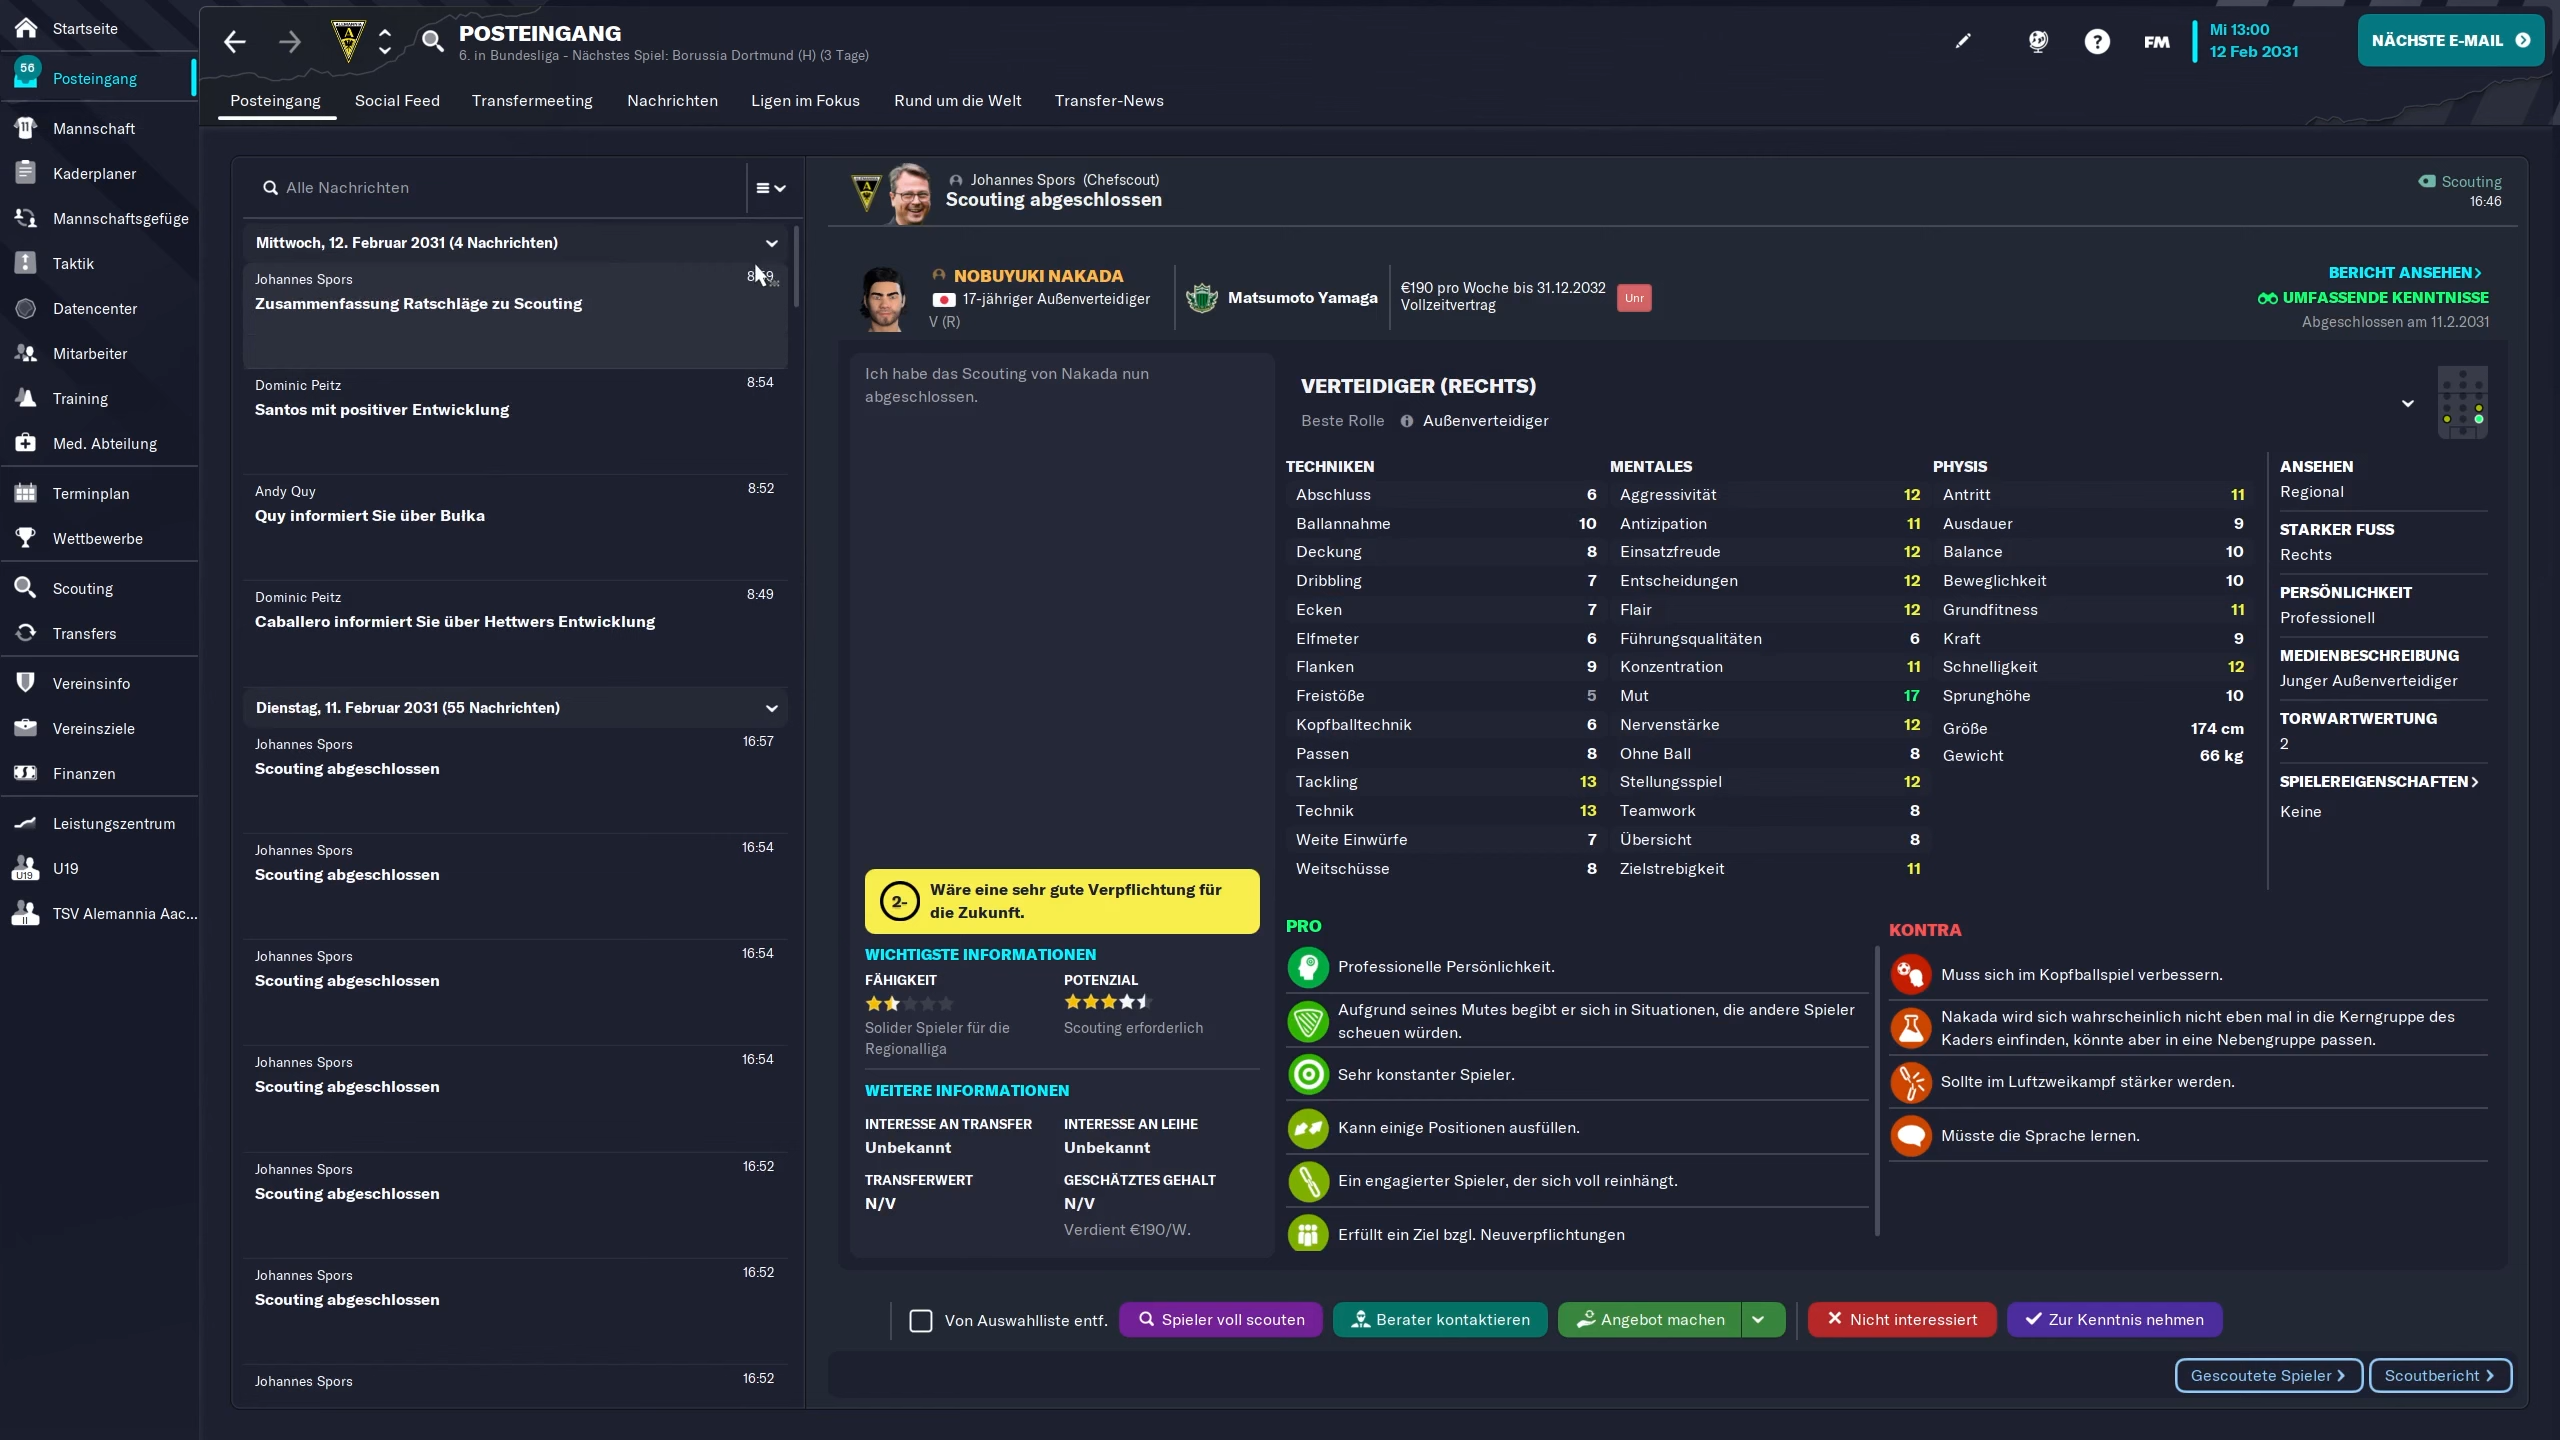 Startseite
56
Posteingang
Mannschaft
Kaderplaner
Mannschaftsgefüge
Taktik
Datencenter
Mitarbeiter
Training
Med. Abteilung
Terminplan
Wettbewerbe
Scouting
Transfers
Vereinsinfo
Vereinsziele
Finanzen
Leistungszentrum
U19
U19
TSV Alemannia Aac...
POSTEINGANG
6. in Bundesliga - Nächstes Spiel: Borussia Dortmund (H) (3 Tage)
FM
Mi 13:00
12 Feb 2031
NÄCHSTE E-MAIL
Posteingang
Social Feed
Transfermeeting
Nachrichten
Ligen im Fokus
Rund um die Welt
Transfer-News
Alle Nachrichten
Mittwoch, 12. Februar 2031 (4 Nachrichten)
Johannes Spors
Zusammenfassung Ratschläge zu Scouting
Dominic Peitz 8:54
Santos mit positiver Entwicklung
Andy Quy 8:52
Quy informiert Sie über Bułka
Dominic Peitz 8:49
Caballero informiert Sie über Hettwers Entwicklung
Dienstag, 11. Februar 2031 (55 Nachrichten)
Johannes Spors 16:57
Scouting abgeschlossen
Johannes Spors 16:54
Scouting abgeschlossen
Johannes Spors 16:54
Scouting abgeschlossen
Johannes Spors 16:54
Scouting abgeschlossen
Johannes Spors 16:52
Scouting abgeschlossen
Johannes Spors 16:52
Scouting abgeschlossen
Johannes Spors 16:52
Johannes Spors (Chefscout)
Scouting abgeschlossen
Scouting
16:46
NOBUYUKI NAKADA
17-jähriger Außenverteidiger
V (R)
Matsumoto Yamaga
€190 pro Woche bis 31.12.2032
Vollzeitvertrag
Unr
BERICHT ANSEHEN
UMFASSENDE KENNTNISSE
Abgeschlossen am 11.2.2031
Ich habe das Scouting von Nakada nun
abgeschlossen.
2-
Wäre eine sehr gute Verpflichtung für
die Zukunft.
WICHTIGSTE INFORMATIONEN
FÄHIGKEIT POTENZIAL
Solider Spieler für die Scouting erforderlich
Regionalliga
WEITERE INFORMATIONEN
INTERESSE AN TRANSFER INTERESSE AN LEIHE
Unbekannt Unbekannt
TRANSFERWERT GESCHÄTZTES GEHALT
N/V N/V
Verdient €190/W.
VERTEIDIGER (RECHTS)
Beste Rolle Außenverteidiger
TECHNIKEN
Abschluss 6
Ballannahme 10
Deckung 8
Dribbling 7
Ecken 7
Elfmeter 6
Flanken 9
Freistöße 5
Kopfballtechnik 6
Passen 8
Tackling 13
Technik 13
Weite Einwürfe 7
Weitschüsse 8
MENTALES
Aggressivität 12
Antizipation 11
Einsatzfreude 12
Entscheidungen 12
Flair 12
Führungsqualitäten 6
Konzentration 11
Mut 17
Nervenstärke 12
Ohne Ball 8
Stellungsspiel 12
Teamwork 8
Übersicht 8
Zielstrebigkeit 11
PHYSIS
Antritt 11
Ausdauer 9
Balance 10
Beweglichkeit 10
Grundfitness 11
Kraft 9
Schnelligkeit 12
Sprunghöhe 10
Größe 174 cm
Gewicht 66 kg
ANSEHEN
Regional
STARKER FUSS
Rechts
PERSÖNLICHKEIT
Professionell
MEDIENBESCHREIBUNG
Junger Außenverteidiger
TORWARTWERTUNG
2
SPIELEREIGENSCHAFTEN
Keine
PRO
Professionelle Persönlichkeit.
Aufgrund seines Mutes begibt er sich in Situationen, die andere Spieler
scheuen würden.
Sehr konstanter Spieler.
Kann einige Positionen ausfüllen.
Ein engagierter Spieler, der sich voll reinhängt.
Erfüllt ein Ziel bzgl. Neuverpflichtungen
KONTRA
Muss sich im Kopfballspiel verbessern.
Nakada wird sich wahrscheinlich nicht eben mal in die Kerngruppe des
Kaders einfinden, könnte aber in eine Nebengruppe passen.
Sollte im Luftzweikampf stärker werden.
Müsste die Sprache lernen.
Von Auswahlliste entf.
Spieler voll scouten
Berater kontaktieren
Angebot machen
Nicht interessiert
Zur Kenntnis nehmen
Gescoutete Spieler
Scoutbericht